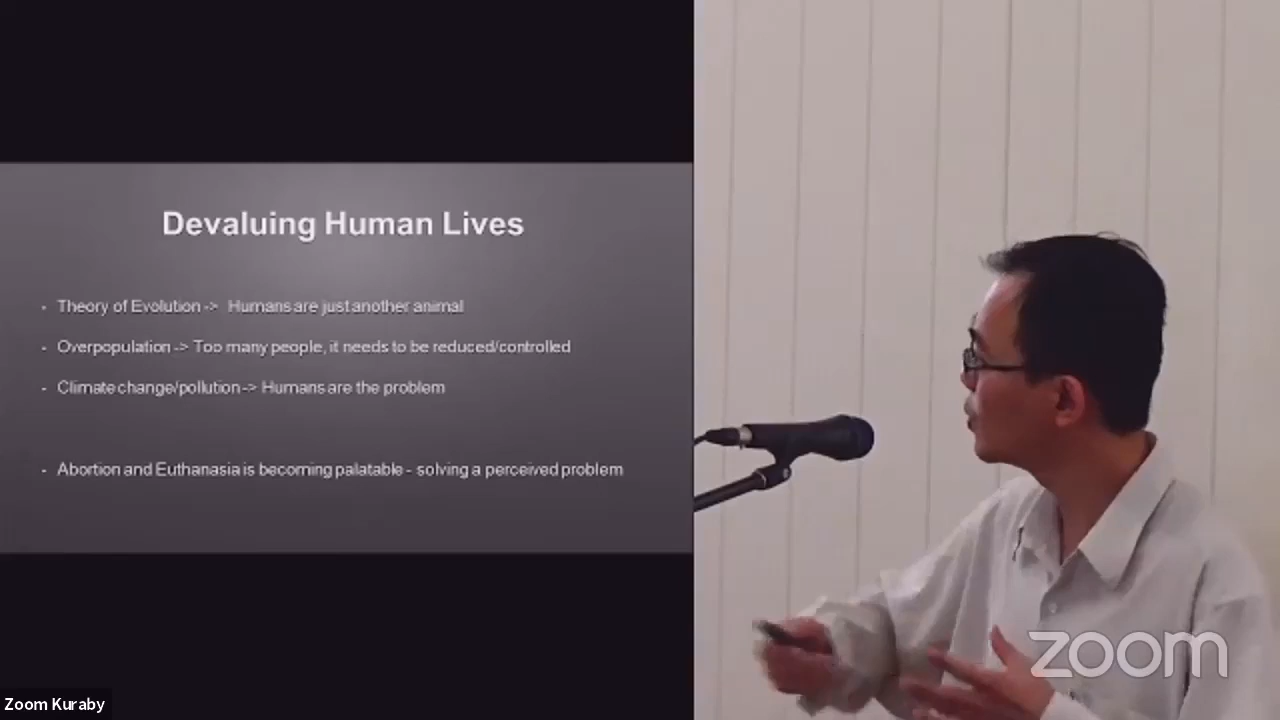 Devaluing Human Lives
- Theory of Evolution -> Humans are just another animal
- Overpopulation -> Too many people, it needs to be reduced/controlled
- Climate change/pollution -> Humans are the problem
- Abortion and Euthanasia is becoming palatable - solving a perceived problem
Zoom Kuraby
zoom